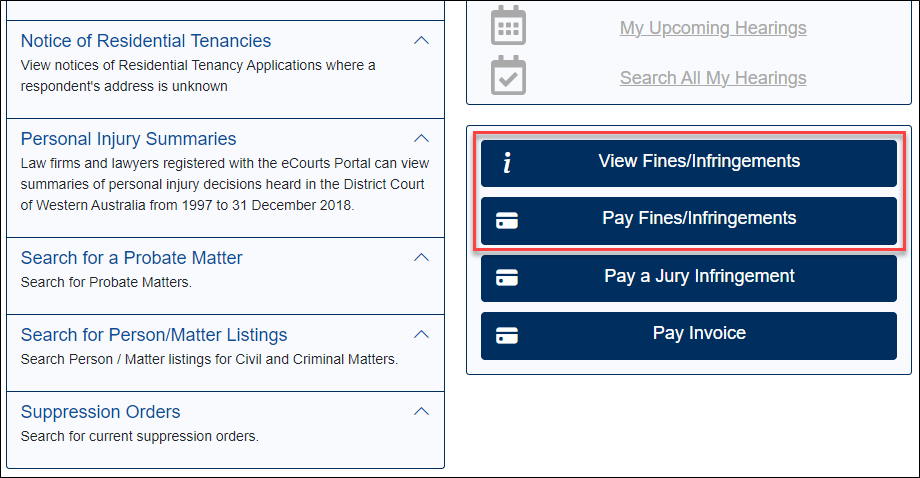 Notice of Residential Tenancies
View notices of Residential Tenancy Applications where a
respondent's address is unknown
Personal Injury Summaries
Law firms and lawyers registered with the eCourts Portal can view
summaries of personal injury decisions heard in the District Court
of Western Australia from 1997 to 31 December 2018.
Search for a Probate Matter
Search for Probate Matters.
Search for Person/Matter Listings
Search Person / Matter listings for Civil and Criminal Matters.
Suppression Orders
Search for current suppression orders.
My Upcoming Hearings
Search All My Hearings
View Fines/Infringements
Pay Fines/Infringements
Pay a Jury Infringement
Pay Invoice